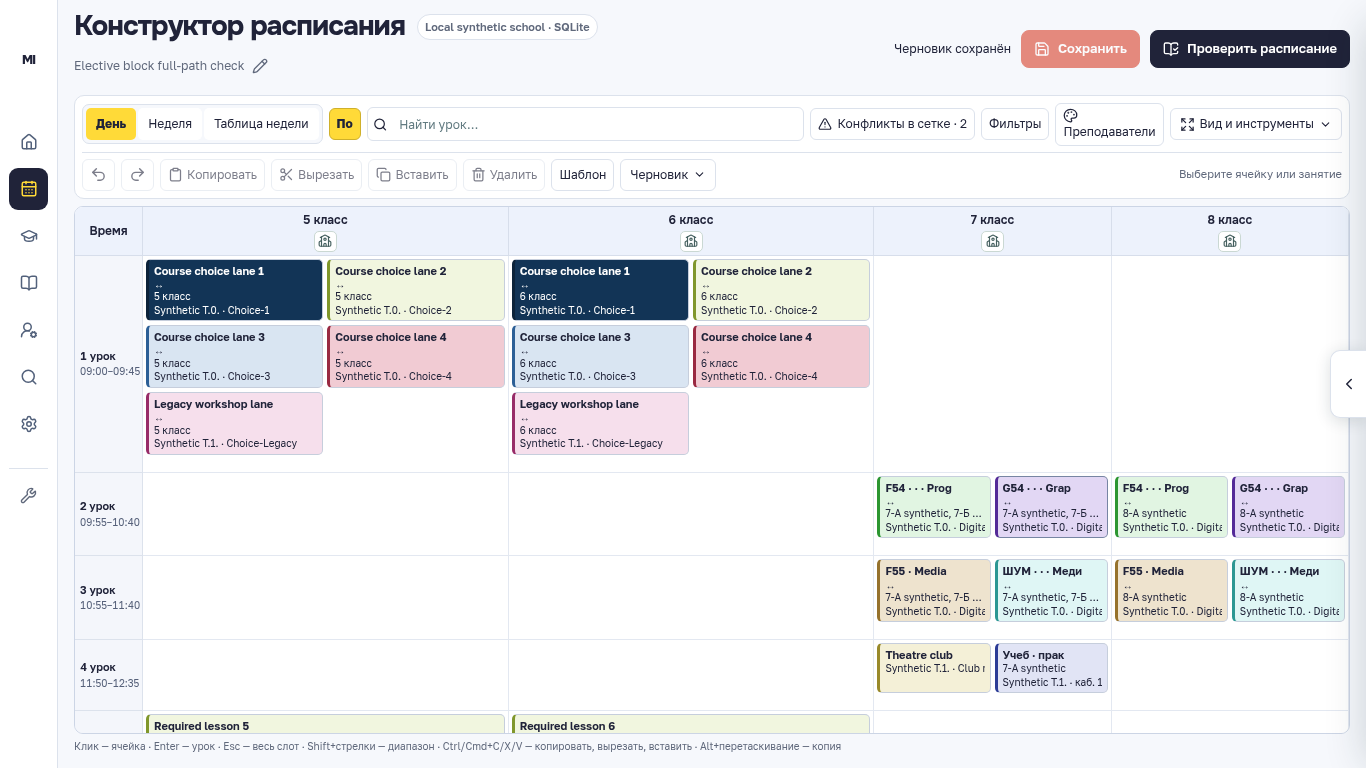 Конструктор расписания
Local synthetic school · SQLite
Elective block full-path check
Черновик сохранён
Сохранить
Проверить расписание
MI
День
Неделя
Таблица недели
По
Найти урок...
Конфликты в сетке · 2
Фильтры
Преподаватели
Вид и инструменты
Копировать
Вырезать
Вставить
Удалить
Шаблон
Черновик
Выберите ячейку или занятие
Время
5 класс
6 класс
7 класс
8 класс
1 урок
09:00–09:45
Course choice lane 1
↔
5 класс
Synthetic T.0. · Choice-1
Course choice lane 2
↔
5 класс
Synthetic T.0. · Choice-2
Course choice lane 3
↔
5 класс
Synthetic T.0. · Choice-3
Course choice lane 4
↔
5 класс
Synthetic T.0. · Choice-4
Legacy workshop lane
↔
5 класс
Synthetic T.1. · Choice-Legacy
Course choice lane 1
↔
6 класс
Synthetic T.0. · Choice-1
Course choice lane 2
↔
6 класс
Synthetic T.0. · Choice-2
Course choice lane 3
↔
6 класс
Synthetic T.0. · Choice-3
Course choice lane 4
↔
6 класс
Synthetic T.0. · Choice-4
Legacy workshop lane
↔
6 класс
Synthetic T.1. · Choice-Legacy
2 урок
09:55–10:40
F54 · · · Prog
↔
7-А synthetic, 7-Б ...
Synthetic T.0. · Digita
G54 · · · Grap
↔
7-А synthetic, 7-Б ...
Synthetic T.0. · Digita
F54 · · · Prog
↔
8-А synthetic
Synthetic T.0. · Digita
G54 · · · Grap
↔
8-А synthetic
Synthetic T.0. · Digita
3 урок
10:55–11:40
F55 · Media
↔
7-А synthetic, 7-Б ...
Synthetic T.0. · Digita
ШУМ · · · Меди
↔
7-А synthetic, 7-Б ...
Synthetic T.0. · Digita
F55 · Media
↔
8-А synthetic
Synthetic T.0. · Digita
ШУМ · · · Меди
↔
8-А synthetic
Synthetic T.0. · Digita
4 урок
11:50–12:35
Theatre club
Synthetic T.1. · Club r
Учеб · прак
7-А synthetic
Synthetic T.1. · каб. 1
Required lesson 5
Required lesson 6
Клик — ячейка · Enter — урок · Esc — весь слот · Shift+стрелки — диапазон · Ctrl/Cmd+C/X/V — копировать, вырезать, вставить · Alt+перетаскивание — копия